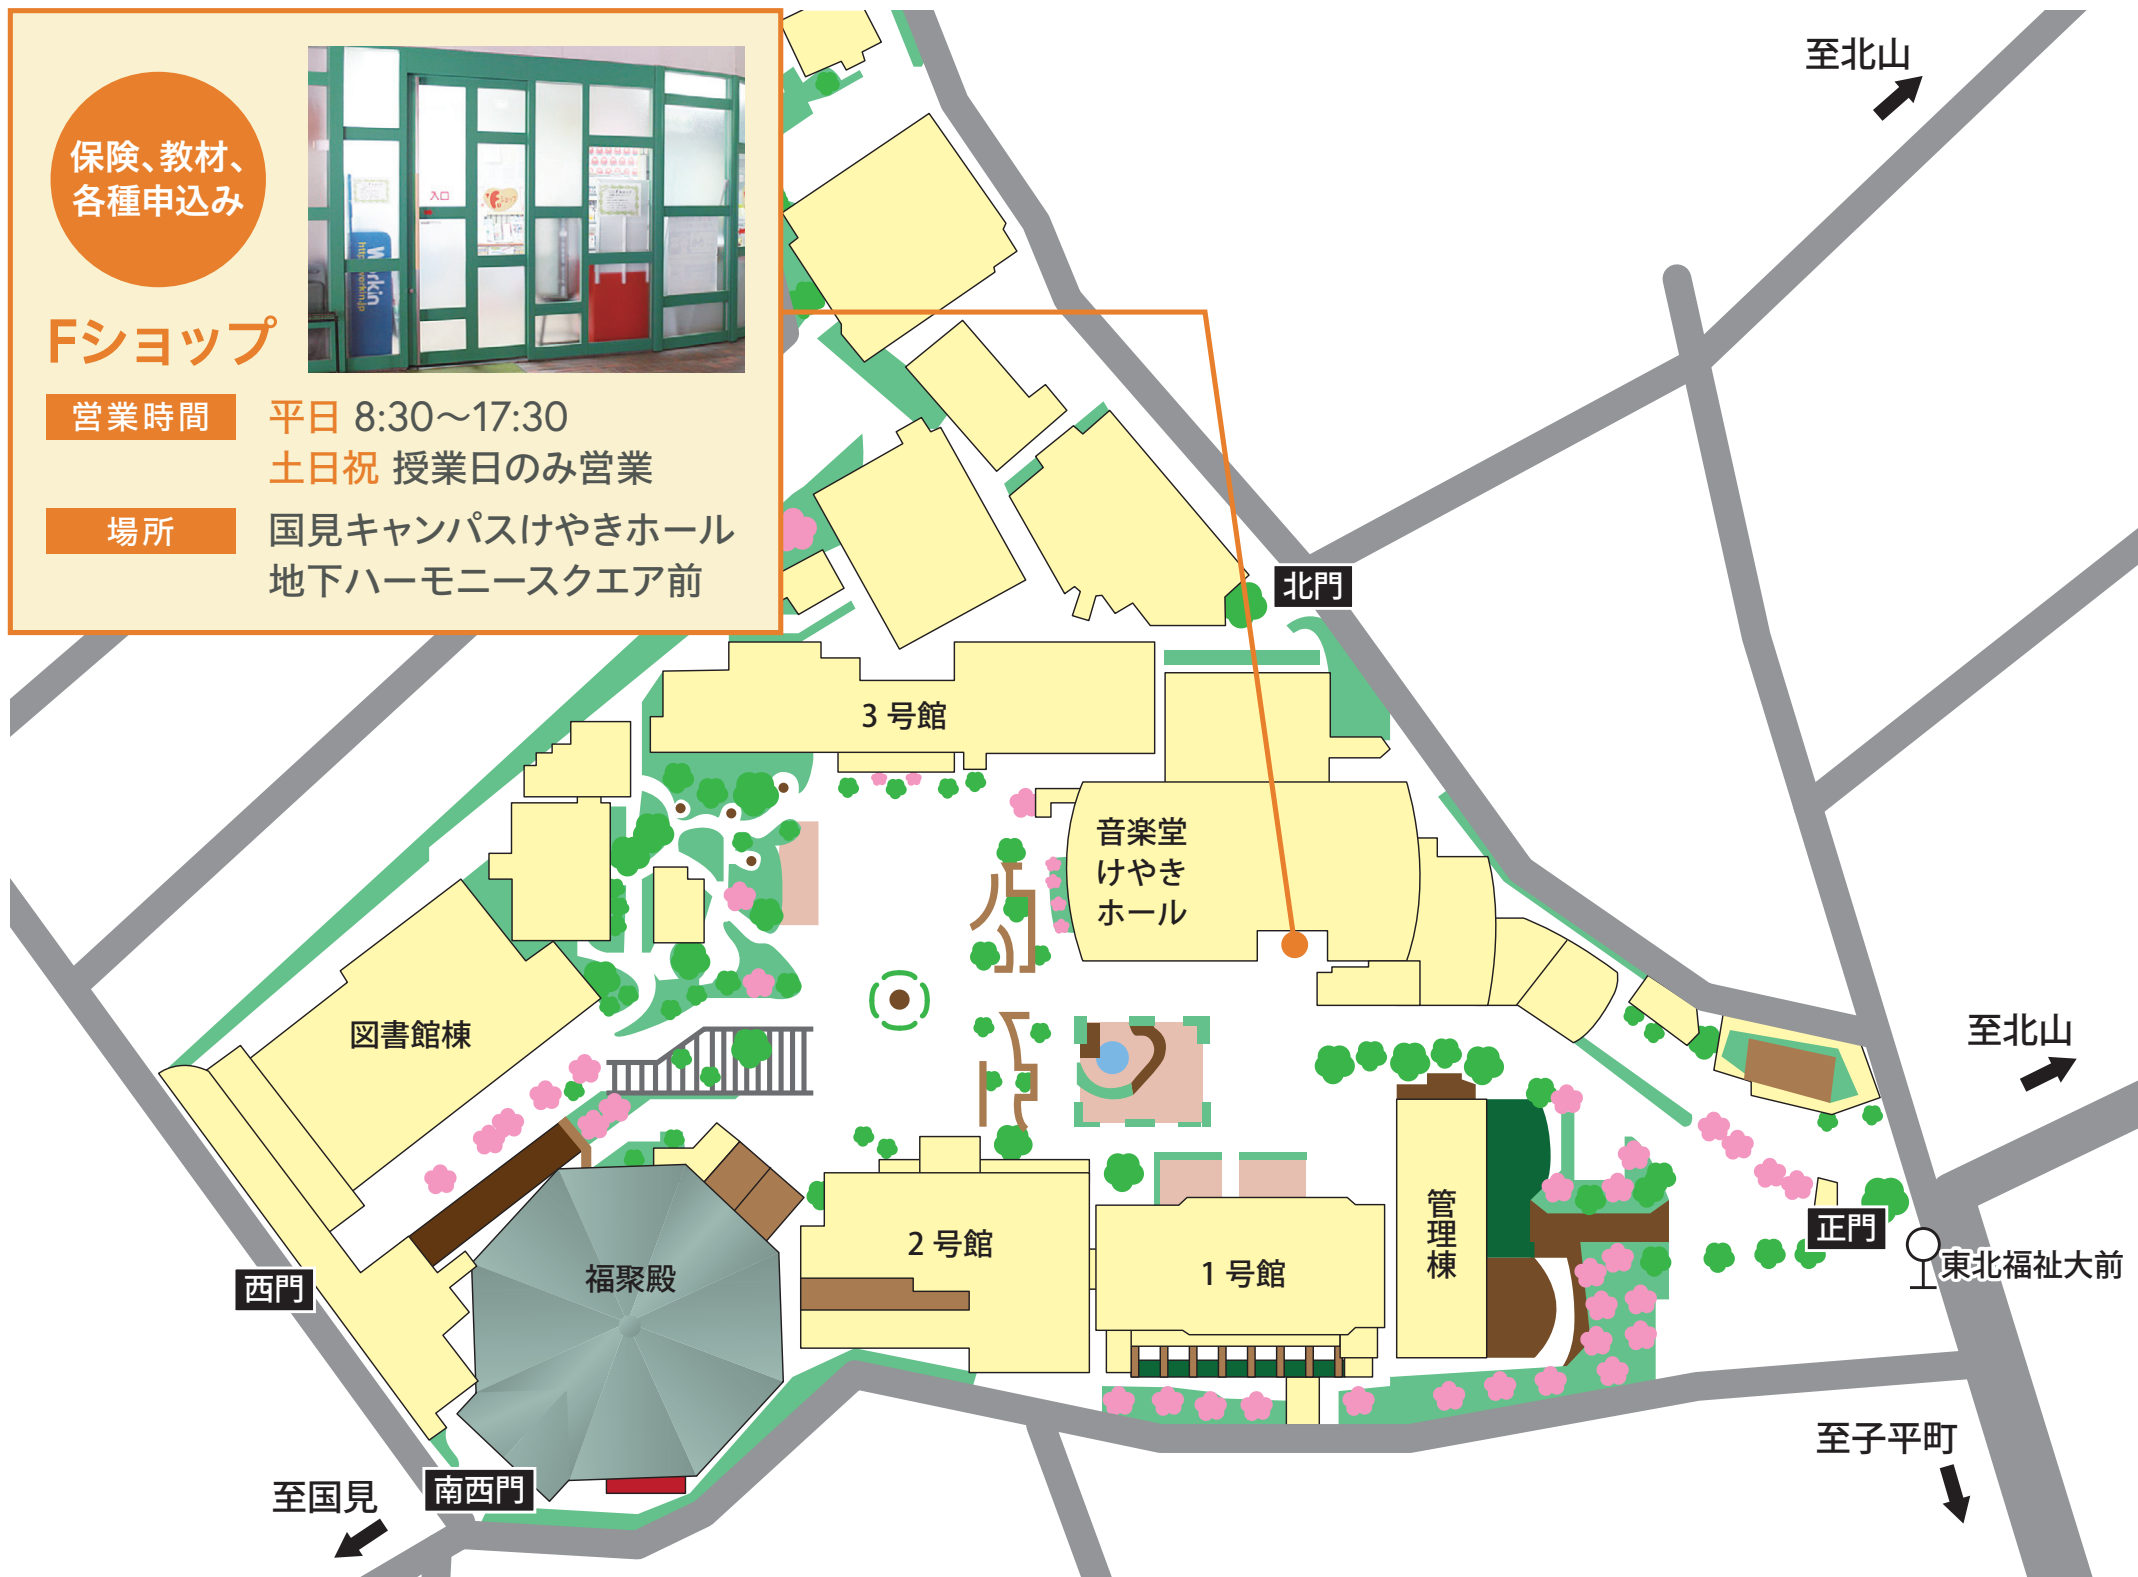 保険、教材、
各種申込み
入口
Fショップ
営業時間
平日 8:30〜17:30
土日祝 授業日のみ営業
場所
国見キャンパスけやきホール
地下ハーモニースクエア前
至北山
北門
3 号館
音楽堂
けやき
ホール
図書館棟
至北山
管理棟
正門
東北福祉大前
2 号館
1 号館
福聚殿
西門
至子平町
南西門
至国見